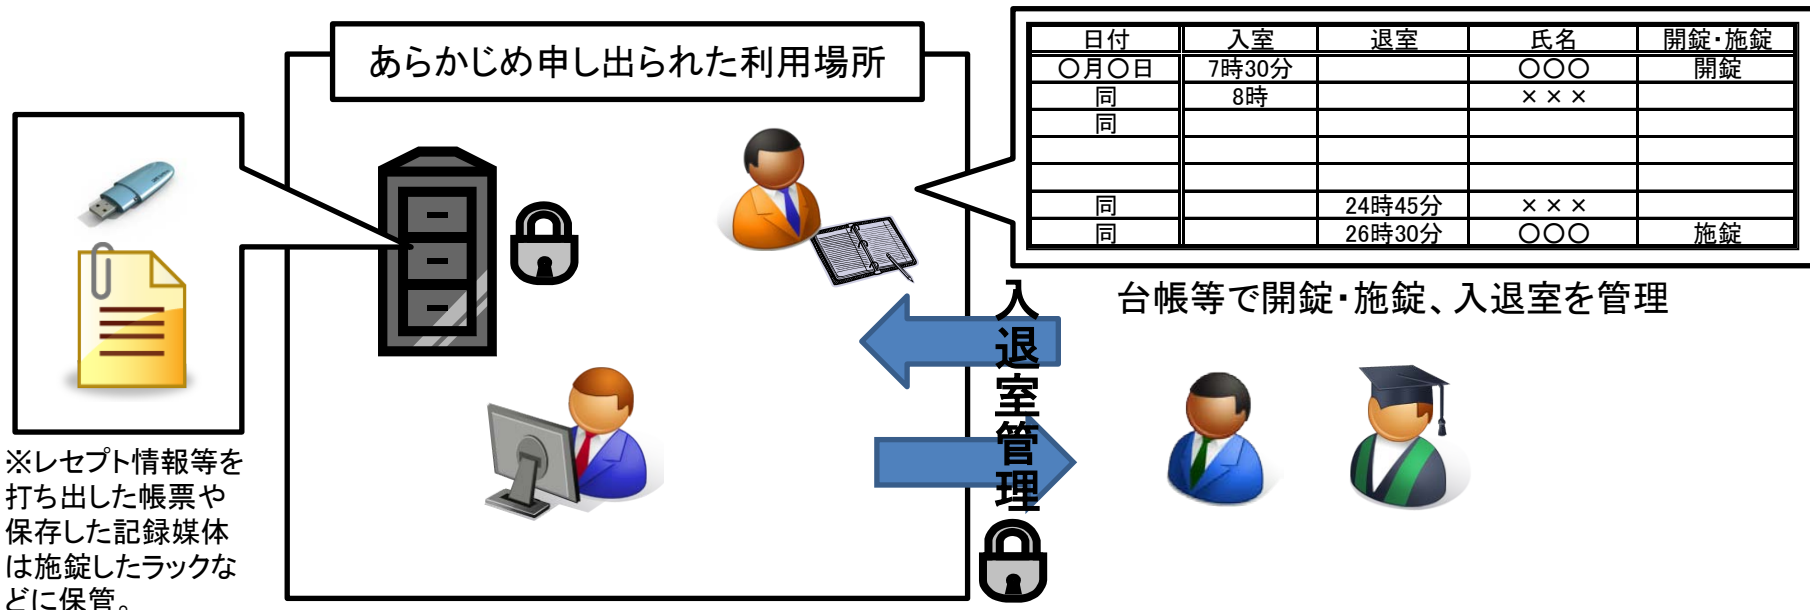 あらかじめ申し出られた利用場所
日付 入室 退室 氏名 開錠・施錠
〇月〇日 7時30分 〇〇〇 開錠
同 8時 ×××
同
同 24時45分 ×××
同 26時30分 〇〇〇 施錠
台帳等で開錠・施錠、入退室を管理
入退室管理
※レセプト情報等を
打ち出した帳票や
保存した記録媒体
は施錠したラックな
どに保管。